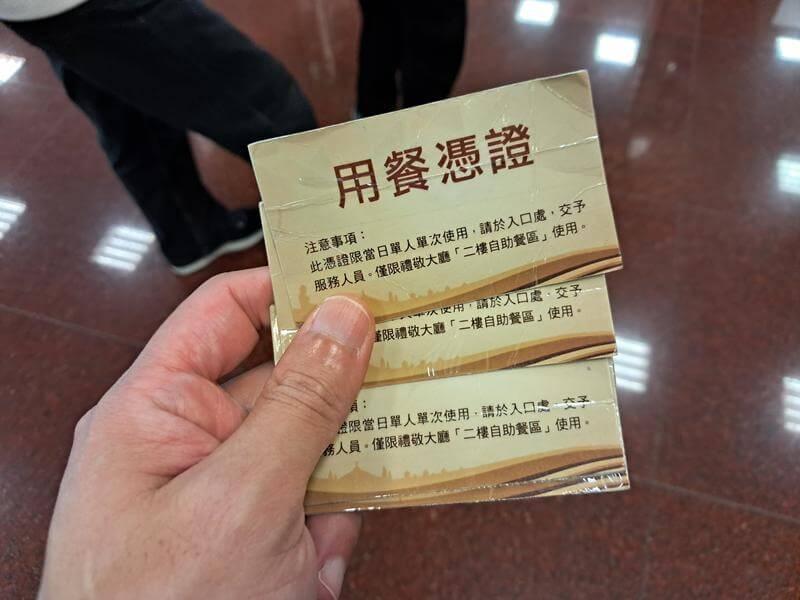 用餐憑證
注意事項：
此憑證限當日單人單次使用，請於入口處，交予
服務人員。僅限禮敬大廳「二樓自助餐區」使用。
單次使用，請於入口處，交予
僅限禮敬大廳「二樓自助餐區」使用。
項：
證限當日單人單次使用，請於入口處，交予
務人員。僅限禮敬大廳「二樓自助餐區」使用。